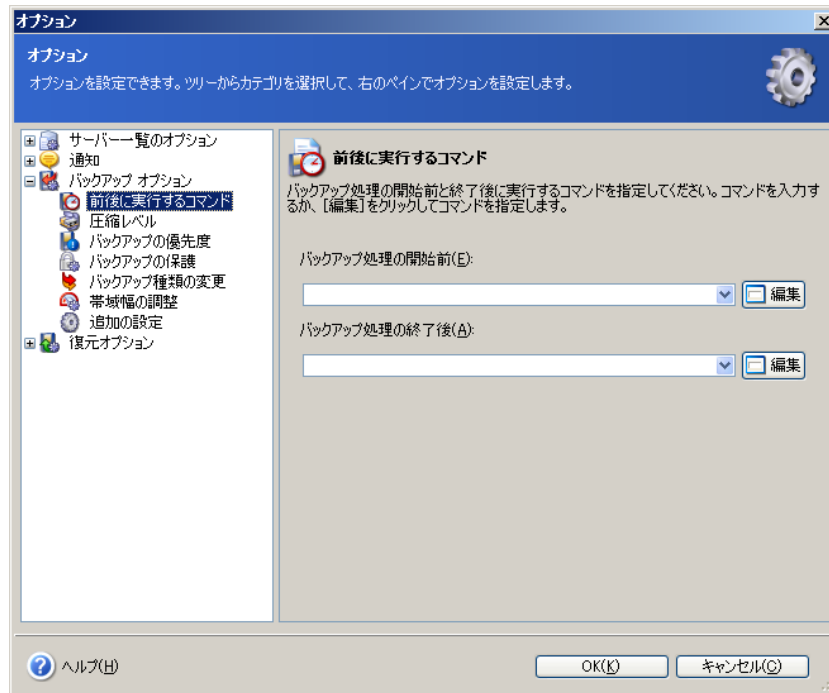 オプション
オプション
オプションを設定できます。ツリーからカテゴリを選択して、右のペインでオプションを設定します。
サーバー一覧のオプション
通知
バックアップ オプション
前後に実行するコマンド
圧縮レベル
バックアップの優先度
バックアップの保護
バックアップ種類の変更
帯域幅の調整
追加の設定
復元オプション
前後に実行するコマンド
バックアップ処理の開始前と終了後に実行するコマンドを指定してください。コマンドを入力す
るか、[編集]をクリックしてコマンドを指定します。
バックアップ処理の開始前(E):
編集
バックアップ処理の終了後(A):
編集
ヘルプ(H)
OK(K)
キャンセル(C)